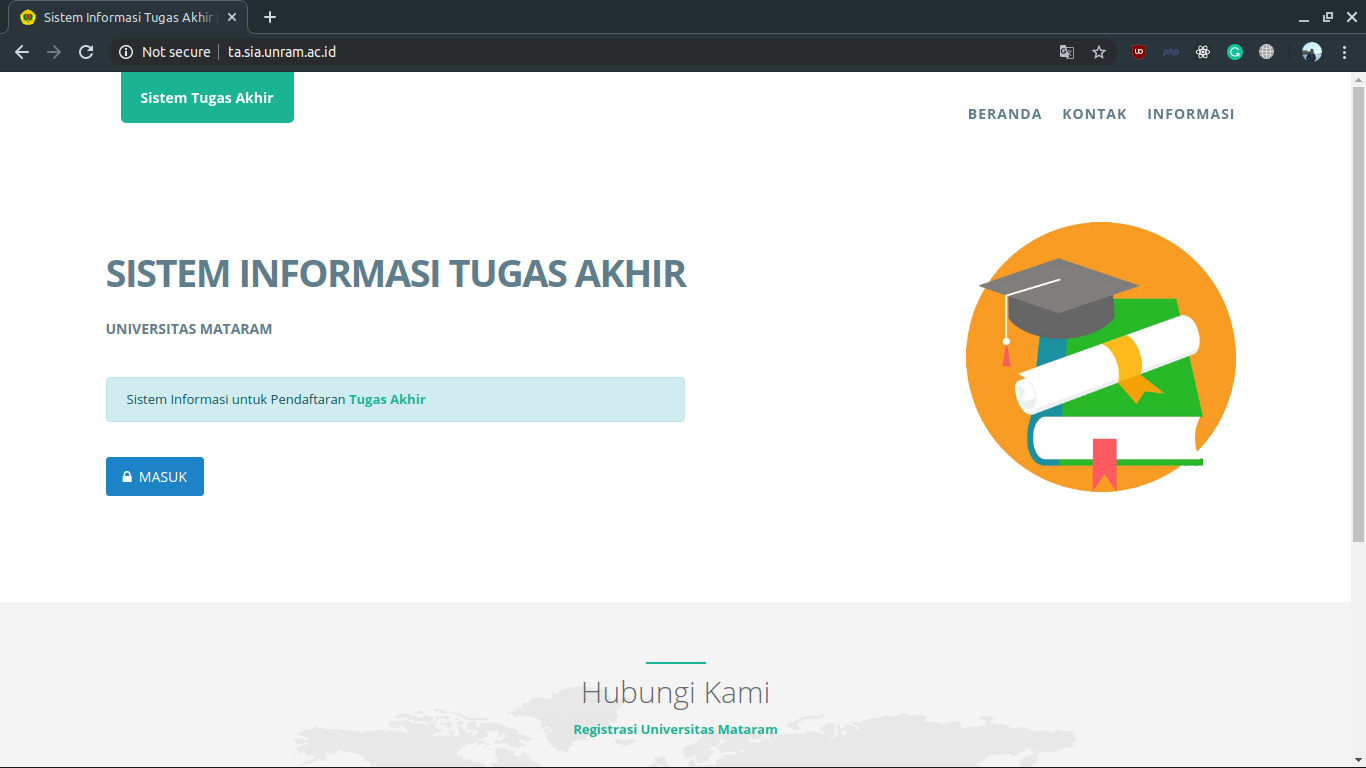 Sistem Informasi Tugas Akhir
Not secure
ta.sia.unram.ac.id
php
Sistem Tugas Akhir
BERANDA KONTAK INFORMASI
SISTEM INFORMASI TUGAS AKHIR
UNIVERSITAS MATARAM
Sistem Informasi untuk Pendaftaran Tugas Akhir
MASUK
Hubungi Kami
Registrasi Universitas Mataram